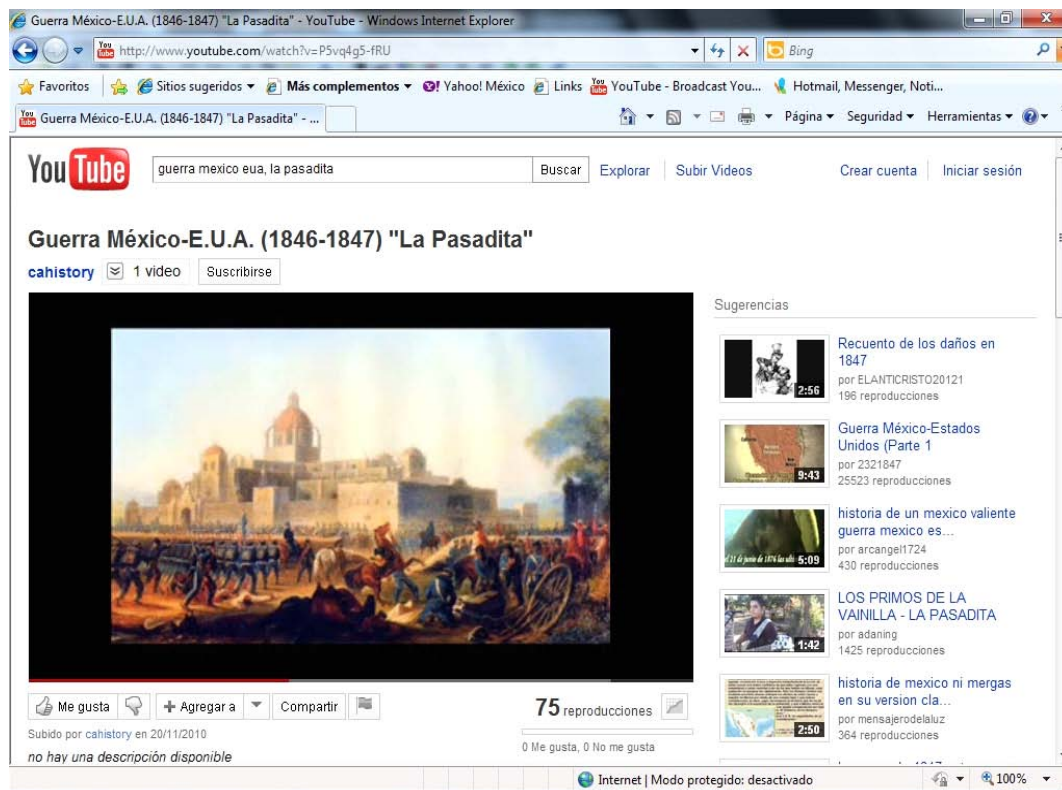 Guerra México-E.U.A. (1846-1847) "La Pasadita" - YouTube - Windows Internet Explorer
http://www.youtube.com/watch?v=P5vq4g5-fRU
Bing
Favoritos Sitios sugeridos Más complementos Yahoo! México Links YouTube - Broadcast You... Hotmail, Messenger, Noti...
Guerra México-E.U.A. (1846-1847) "La Pasadita" - ...
Página Seguridad Herramientas
You Tube
guerra mexico eua, la pasadita
Buscar Explorar Subir Videos Crear cuenta Iniciar sesión
Guerra México-E.U.A. (1846-1847) "La Pasadita"
cahistory 1 video Suscribirse
Me gusta Agregar a Compartir
75 reproducciones
Subido por cahistory en 20/11/2010
0 Me gusta, 0 No me gusta
no hay una descripción disponible
Sugerencias
2:56
Recuento de los daños en
1847
por ELANTICRISTO20121
196 reproducciones
9:43
Guerra México-Estados
Unidos (Parte 1
por 2321847
25523 reproducciones
5:09
historia de un mexico valiente
guerra mexico es...
por arcangel1724
430 reproducciones
1:42
LOS PRIMOS DE LA
VAINILLA - LA PASADITA
por adaning
1425 reproducciones
2:50
historia de mexico ni mergas
en su version cla...
por mensajerodelaluz
364 reproducciones
Internet | Modo protegido: desactivado
100%